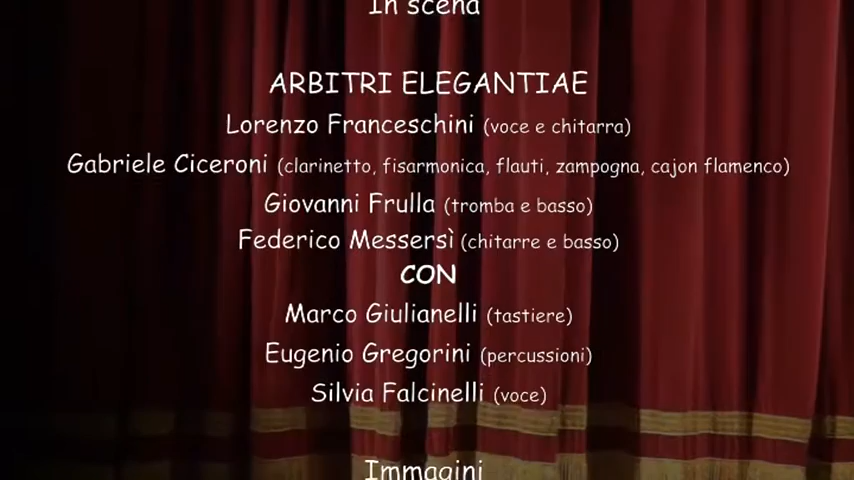 In scena
ARBITRI ELEGANTIAE
Lorenzo Franceschini (voce e chitarra)
Gabriele Ciceroni (clarinetto, fisarmonica, flauti, zampogna, cajon flamenco)
Giovanni Frulla (tromba e basso)
Federico Messersì (chitarre e basso)
CON
Marco Giulianelli (tastiere)
Eugenio Gregorini (percussioni)
Silvia Falcinelli (voce)
Immagini